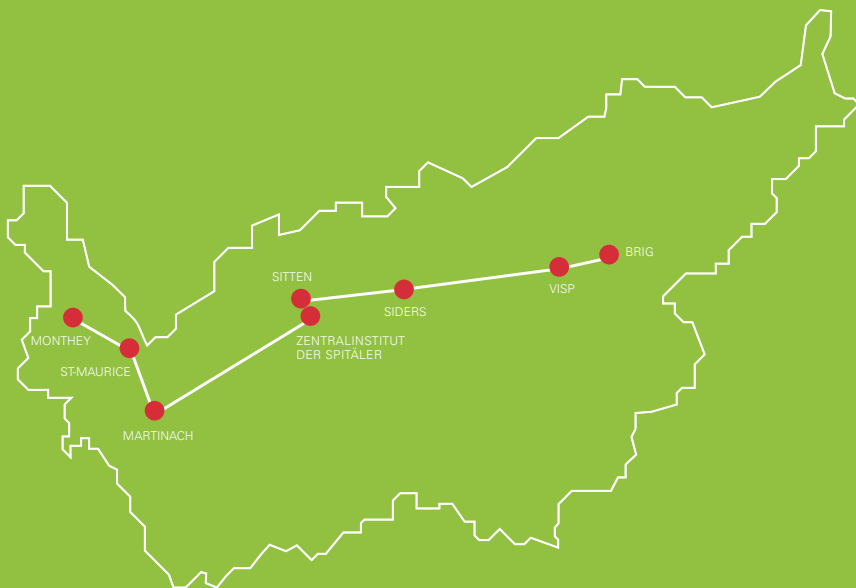 BRIG
SITTEN
VISP
SIDERS
MONTHEY
ZENTRALINSTITUT
DER SPITÄLER
ST-MAURICE
MARTINACH